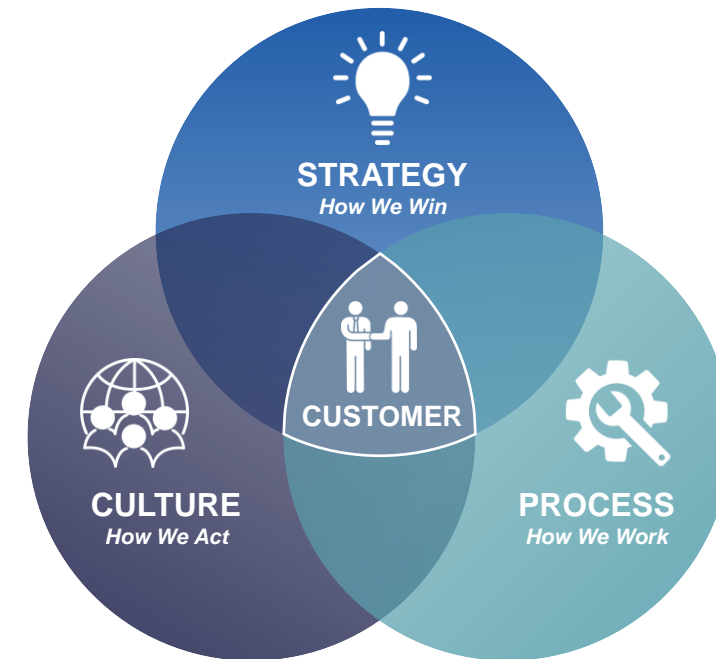 STRATEGY
How We Win
CUSTOMER
CULTURE
How We Act
PROCESS
How We Work